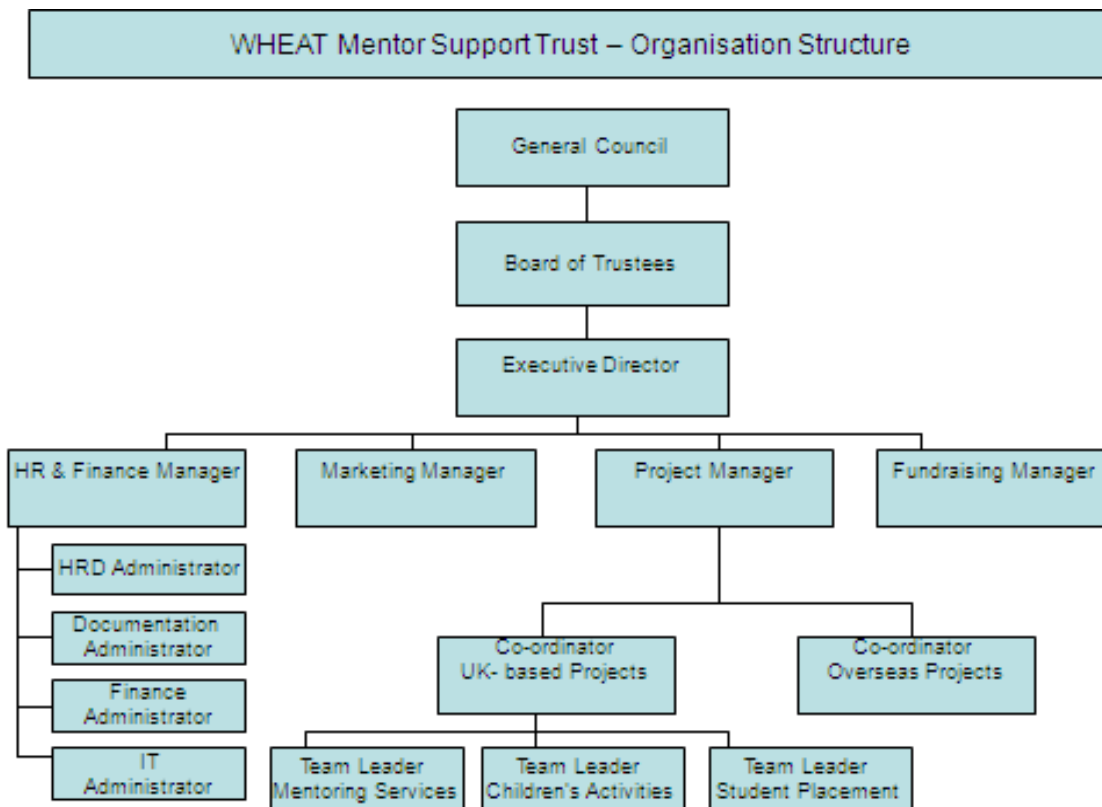 WHEAT Mentor Support Trust – Organisation Structure
General Council
Board of Trustees
Executive Director
HR & Finance Manager
Marketing Manager
Project Manager
Fundraising Manager
HRD Administrator
Documentation
Administrator
Finance
Administrator
IT
Administrator
Co-ordinator
UK- based Projects
Co-ordinator
Overseas Projects
Team Leader
Mentoring Services
Team Leader
Children's Activities
Team Leader
Student Placement